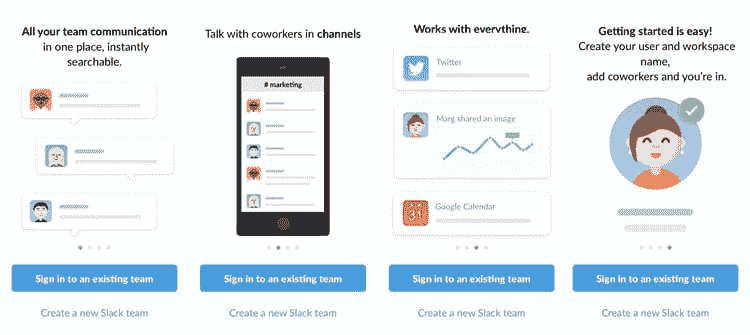 All your team communication
in one place, instantly
searchable.
Sign in to an existing team
Create a new Slack team
Talk with coworkers in channels
# marketing
Sign in to an existing team
Create a new Slack team
Works with everything.
Twitter
Marg shared an image
Google Calendar
31
Sign in to an existing team
Create a new Slack team
Getting started is easy!
Create your user and workspace
name,
add coworkers and you're in.
Sign in to an existing team
Create a new Slack team